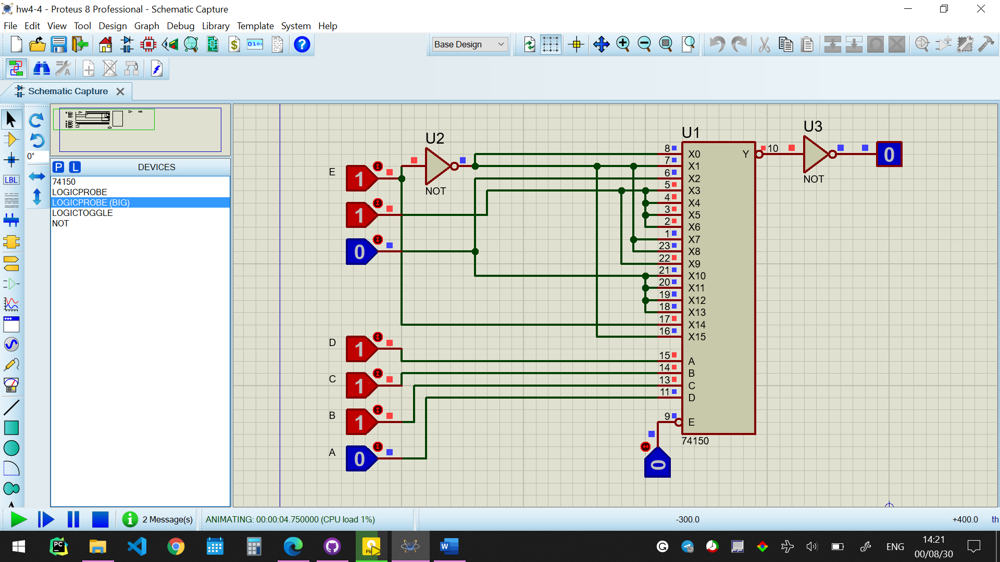 hw4-4 - Proteus 8 Professional - Schematic Capture
File Edit View Tool Design Graph Debug Library Template System Help
$ 0101 ? Base Design
Schematic Capture
0°
P L DEVICES
74150
LOGICPROBE
LOGICPROBE (BIG)
LOGICTOGGLE
NOT
LBL
U2
NOT
E 1
1
0
D 1
C 1
B 1
A 0
U1
8 X0
7 X1
6 X2
5 X3
4 X4
3 X5
2 X6
1 X7
23 X8
22 X9
21 X10
20 X11
19 X12
18 X13
17 X14
16 X15
15 A
14 B
13 C
11 D
9 E
Y 10
74150
0
U3
NOT
0
2 Message(s) ANIMATING: 00:00:04.750000 (CPU load 1%) -300.0 +400.0 th
PC W G ENG 14:21
00/08/30